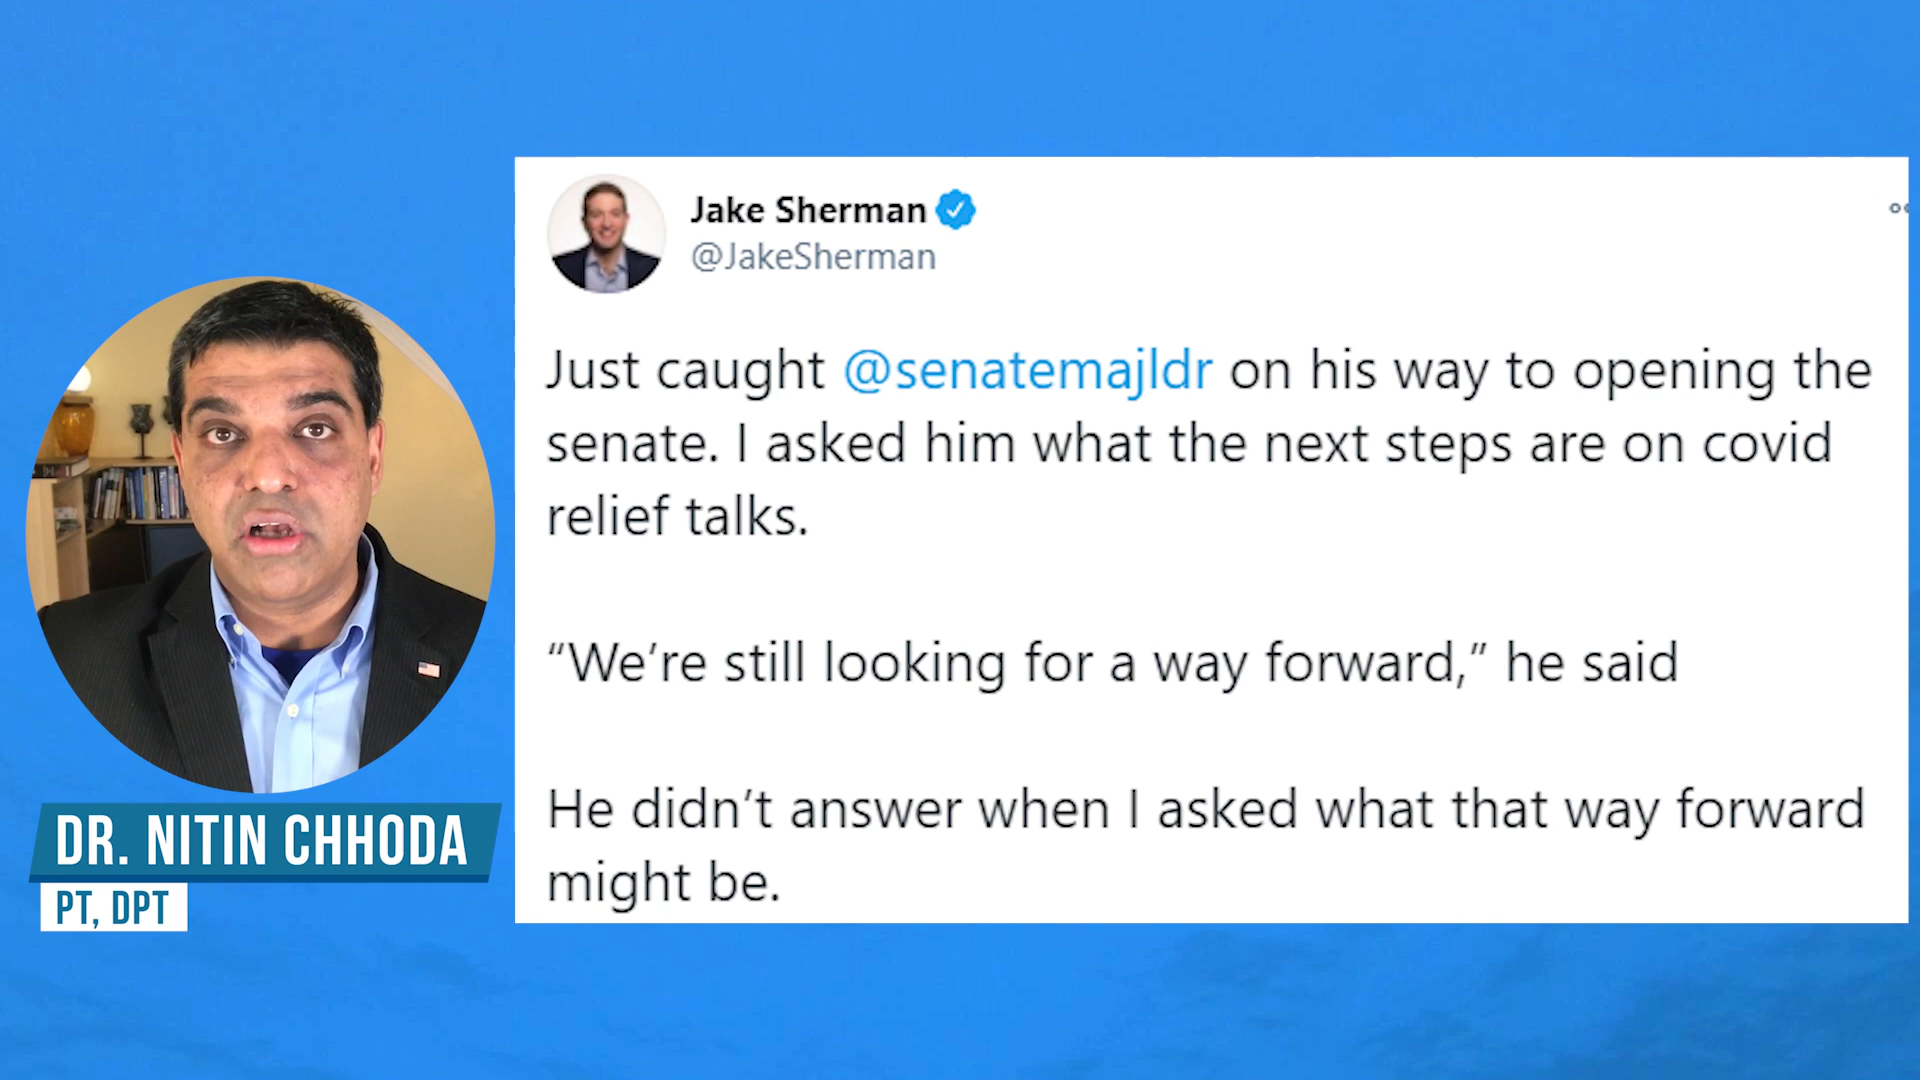 Jake Sherman
@JakeSherman
Just caught @senatemajldr on his way to opening the
senate. I asked him what the next steps are on covid
relief talks.
“We’re still looking for a way forward,” he said
He didn’t answer when I asked what that way forward
might be.
DR. NITIN CHHODA
PT, DPT